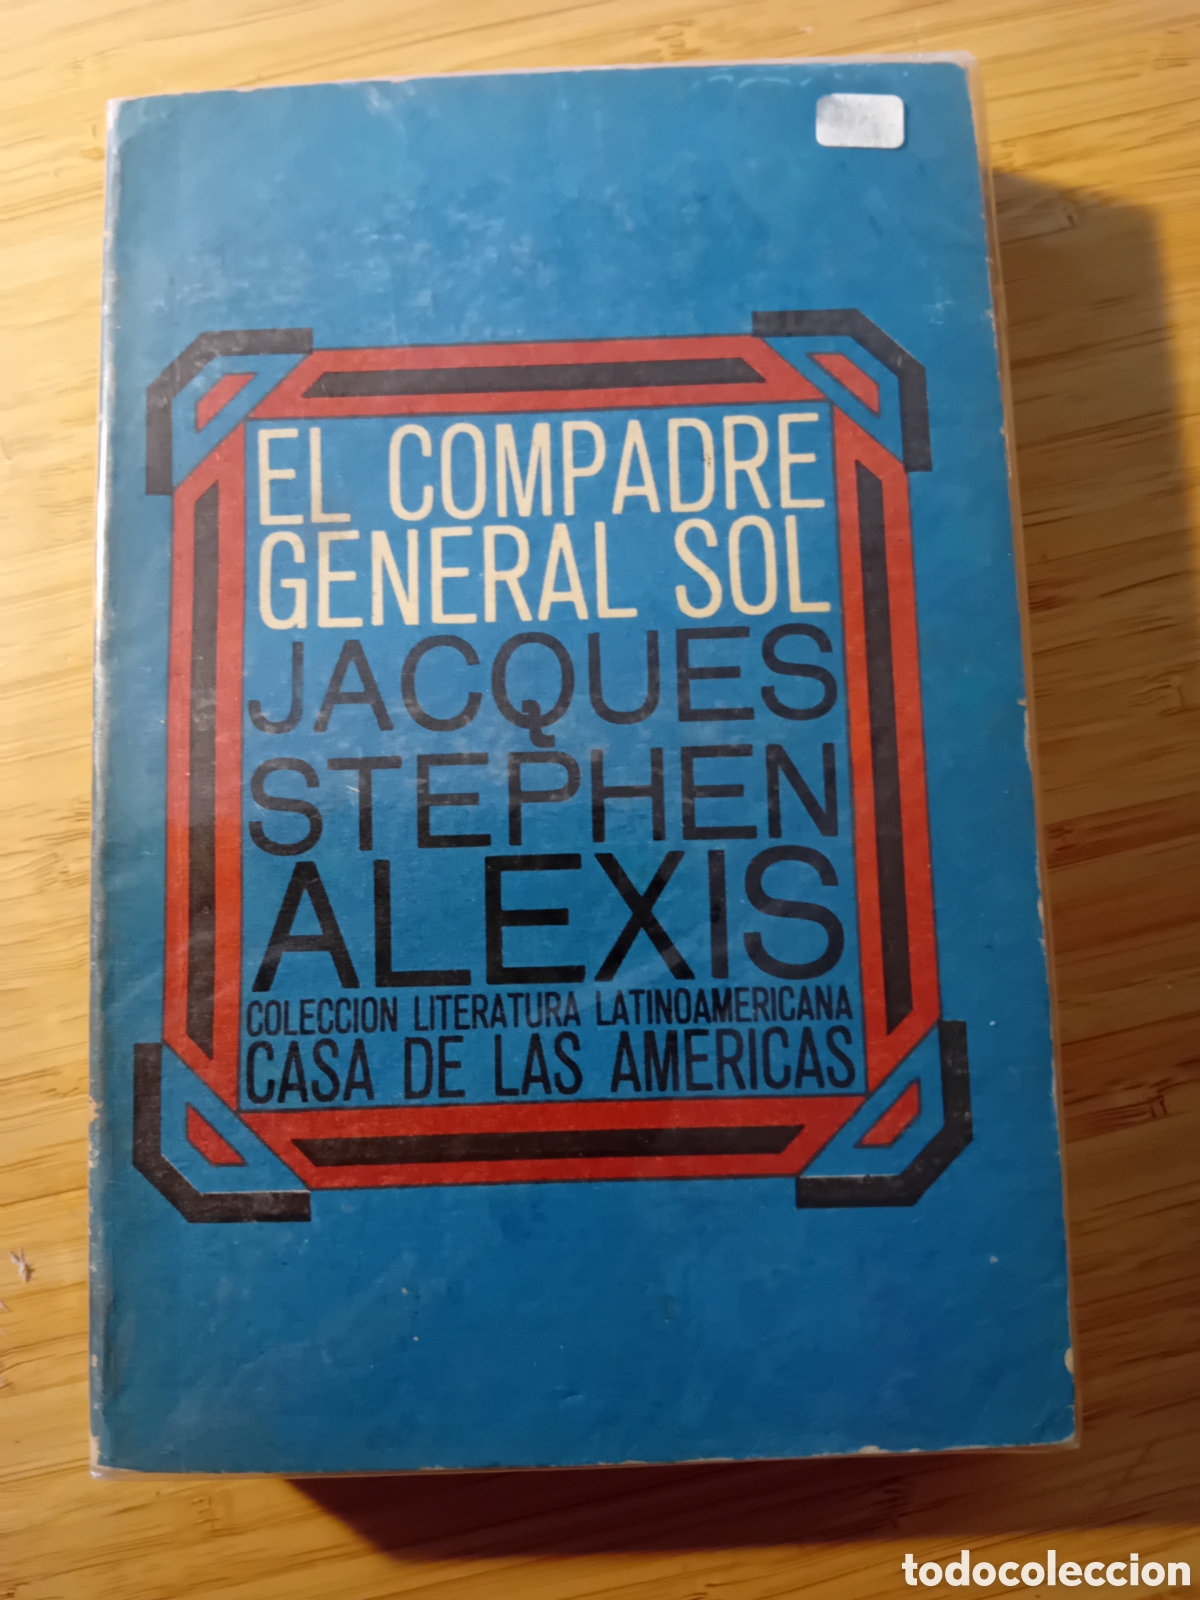 EL COMPADRE
GENERAL SOL
JACQUES
STEPHEN
ALEXIS
COLECCION LITERATURA LATINOAMERICANA
CASA DE LAS AMERICAS
todocoleccion